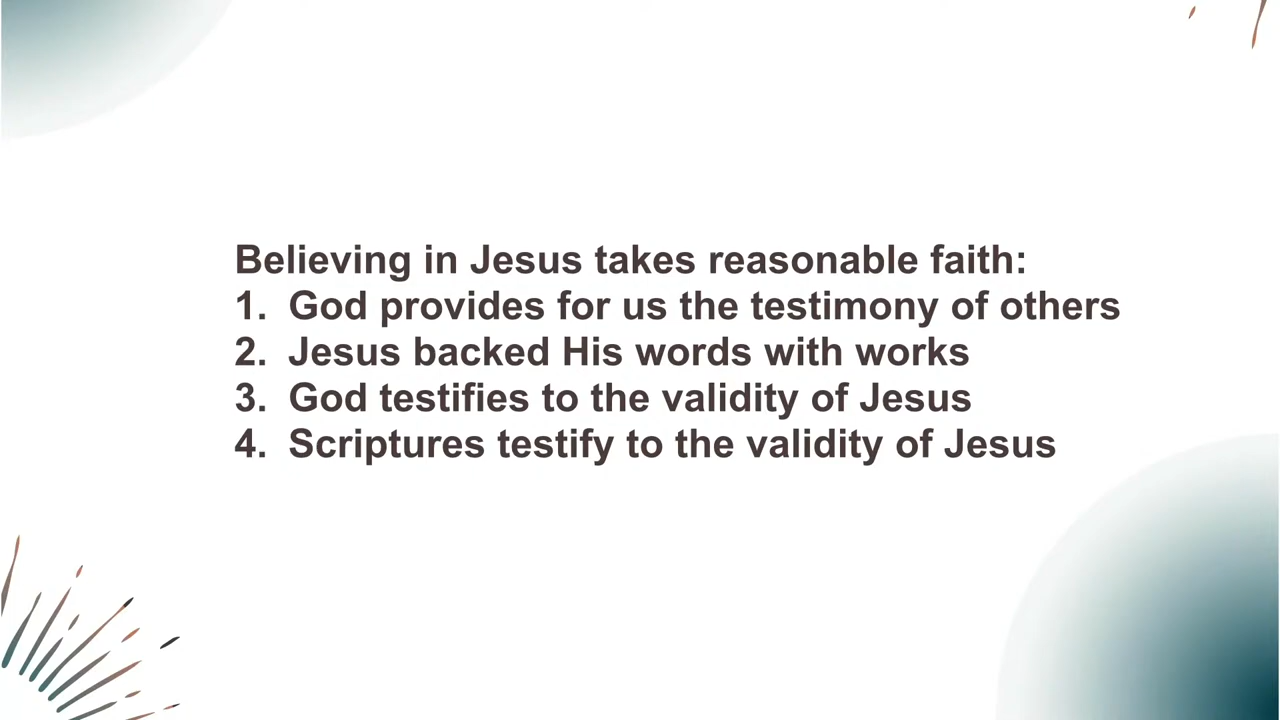 Believing in Jesus takes reasonable faith:
1. God provides for us the testimony of others
2. Jesus backed His words with works
3. God testifies to the validity of Jesus
4. Scriptures testify to the validity of Jesus